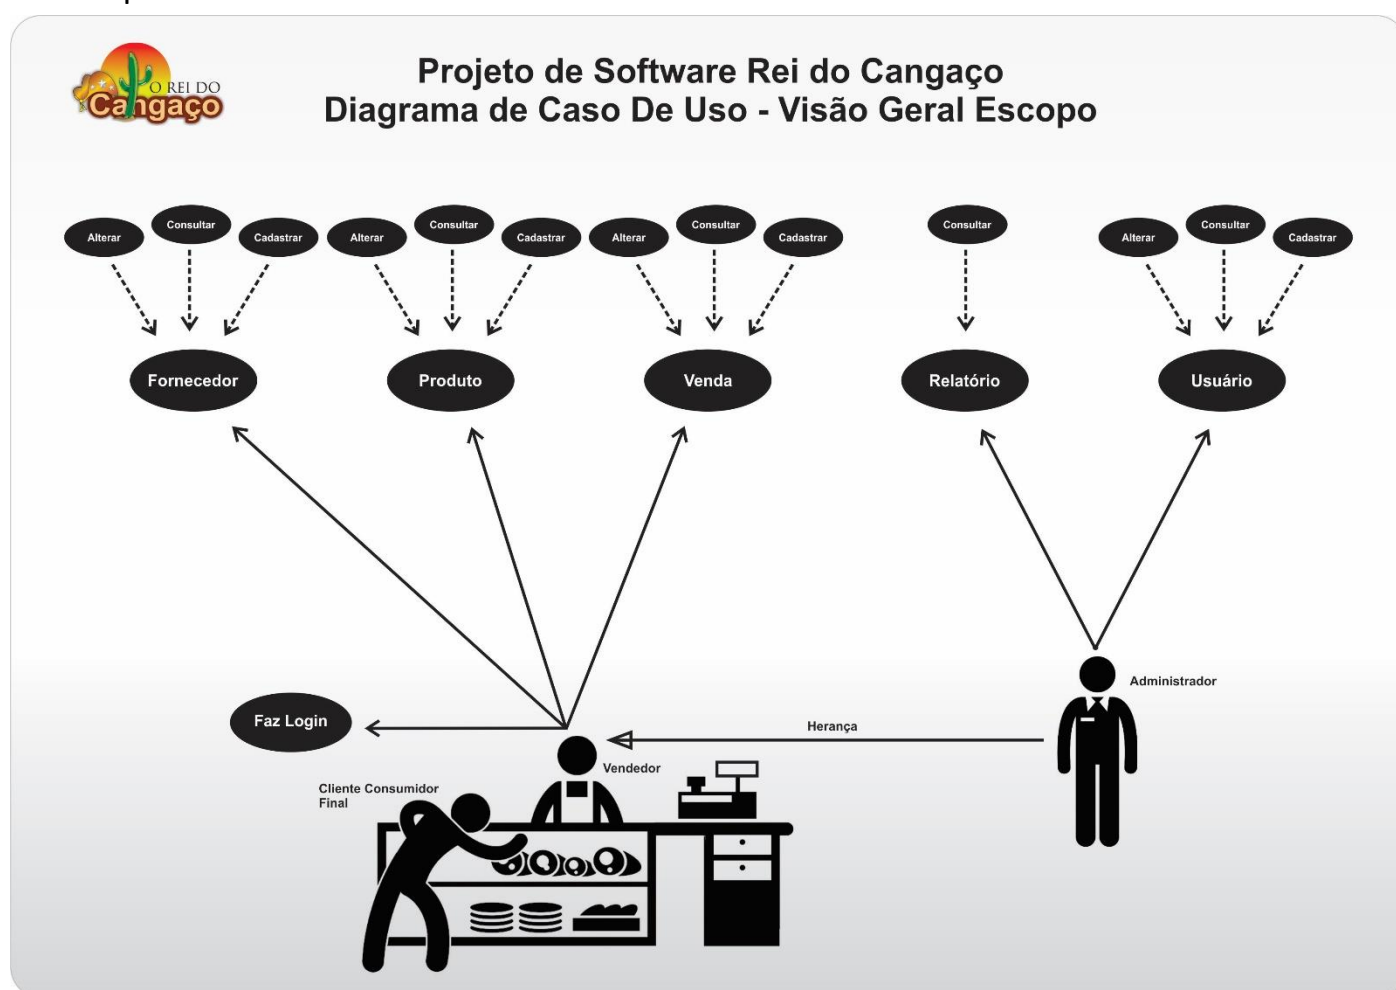 O REI DO
Cangaço
Projeto de Software Rei do Cangaço
Diagrama de Caso De Uso - Visão Geral Escopo
Alterar
Consultar
Cadastrar
Alterar
Consultar
Cadastrar
Alterar
Consultar
Cadastrar
Consultar
Alterar
Consultar
Cadastrar
Fornecedor
Produto
Venda
Relatório
Usuário
Administrador
Faz Login
Herança
Vendedor
Cliente Consumidor
Final